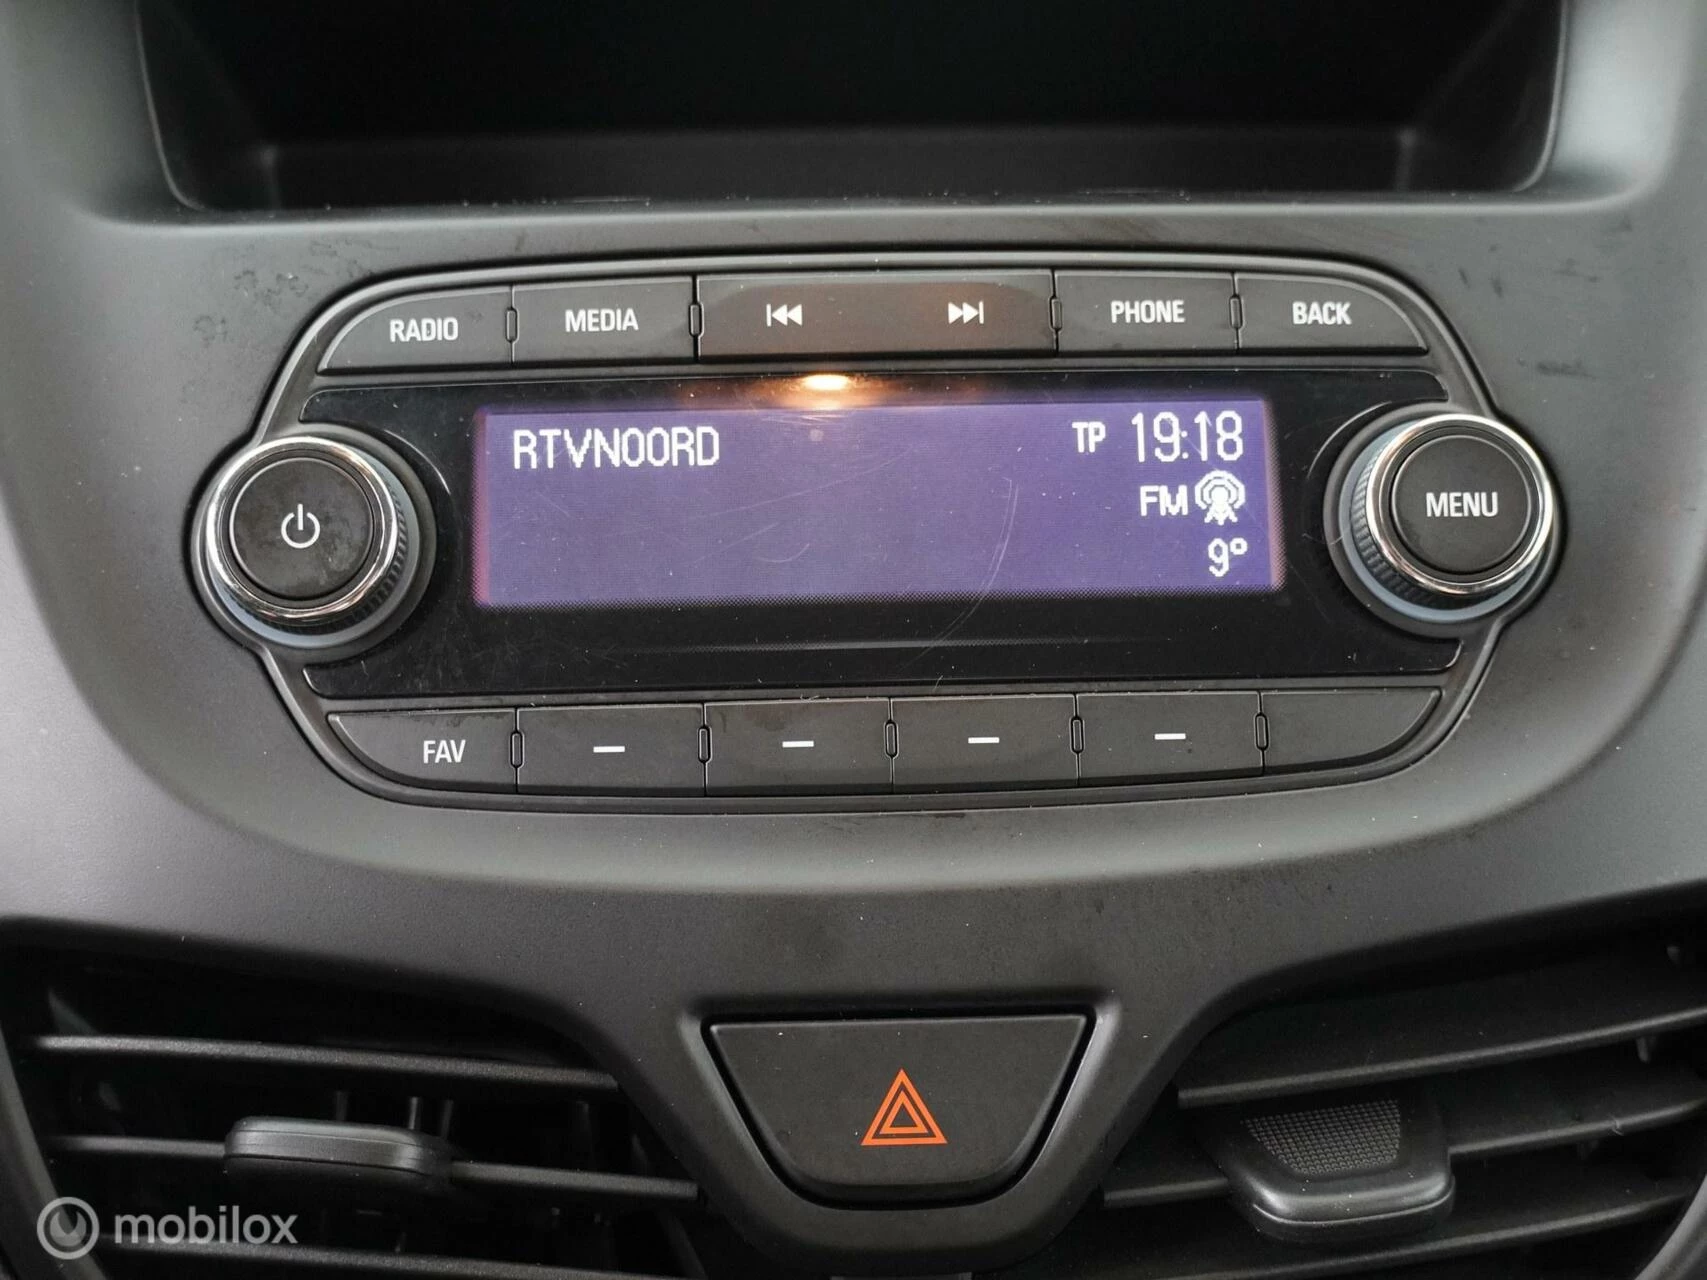 RADIO MEDIA PHONE BACK
RTVNOORD TP 19:18
FM
9°
MENU
FAV
mobilox